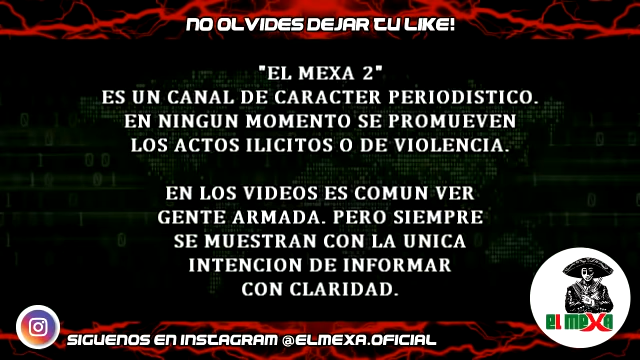 NO OLVIDES DEJAR TU LIKE!
"EL MEXA 2"
ES UN CANAL DE CARACTER PERIODISTICO.
EN NINGUN MOMENTO SE PROMUEVEN
LOS ACTOS ILICITOS O DE VIOLENCIA.
EN LOS VIDEOS ES COMUN VER
GENTE ARMADA. PERO SIEMPRE
SE MUESTRAN CON LA UNICA
INTENCION DE INFORMAR
CON CLARIDAD.
EL MEXA
SIGUENOS EN INSTAGRAM @ELMEXA.OFICIAL